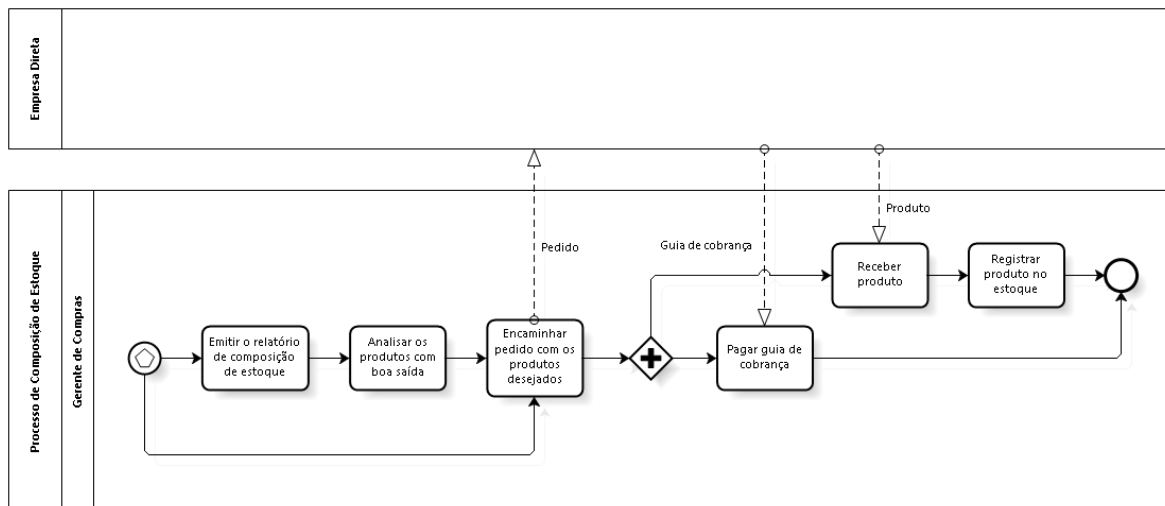 Empresa Direta
Processo de Composição de Estoque
Gerente de Compras
Pedido
Guia de cobrança
Produto
Emitir o relatório
de composição
de estoque
Analisar os
produtos com
boa saída
Encaminhar
pedido com os
produtos
desejados
Pagar guia de
cobrança
Receber
produto
Registrar
produto no
estoque